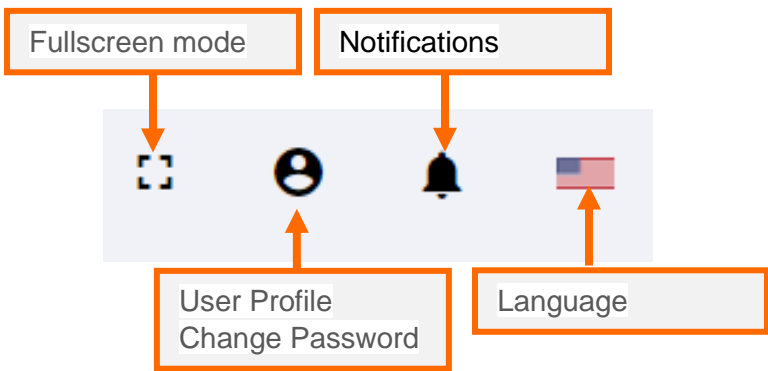 Fullscreen mode
Notifications
User Profile
Change Password
Language